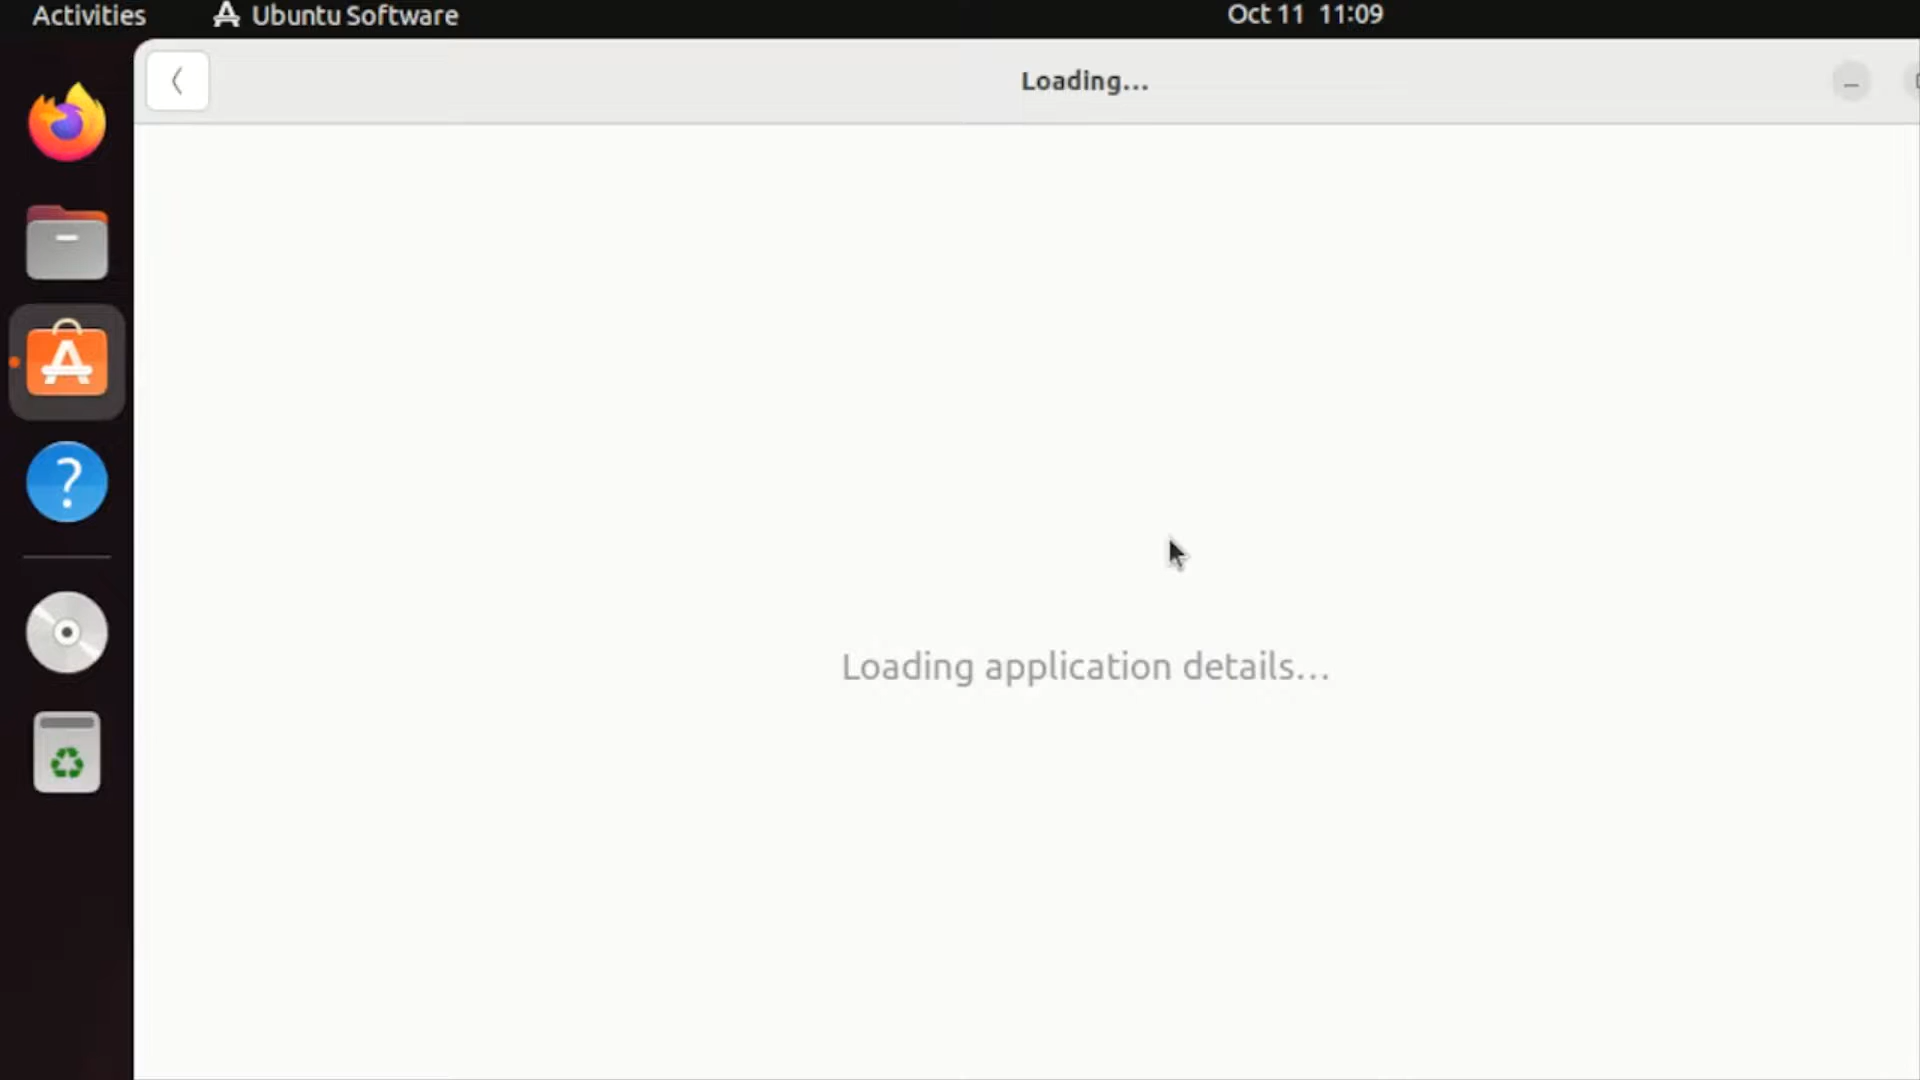 Activities
Ubuntu Software
Oct 11 11:09
Loading...
Loading application details...